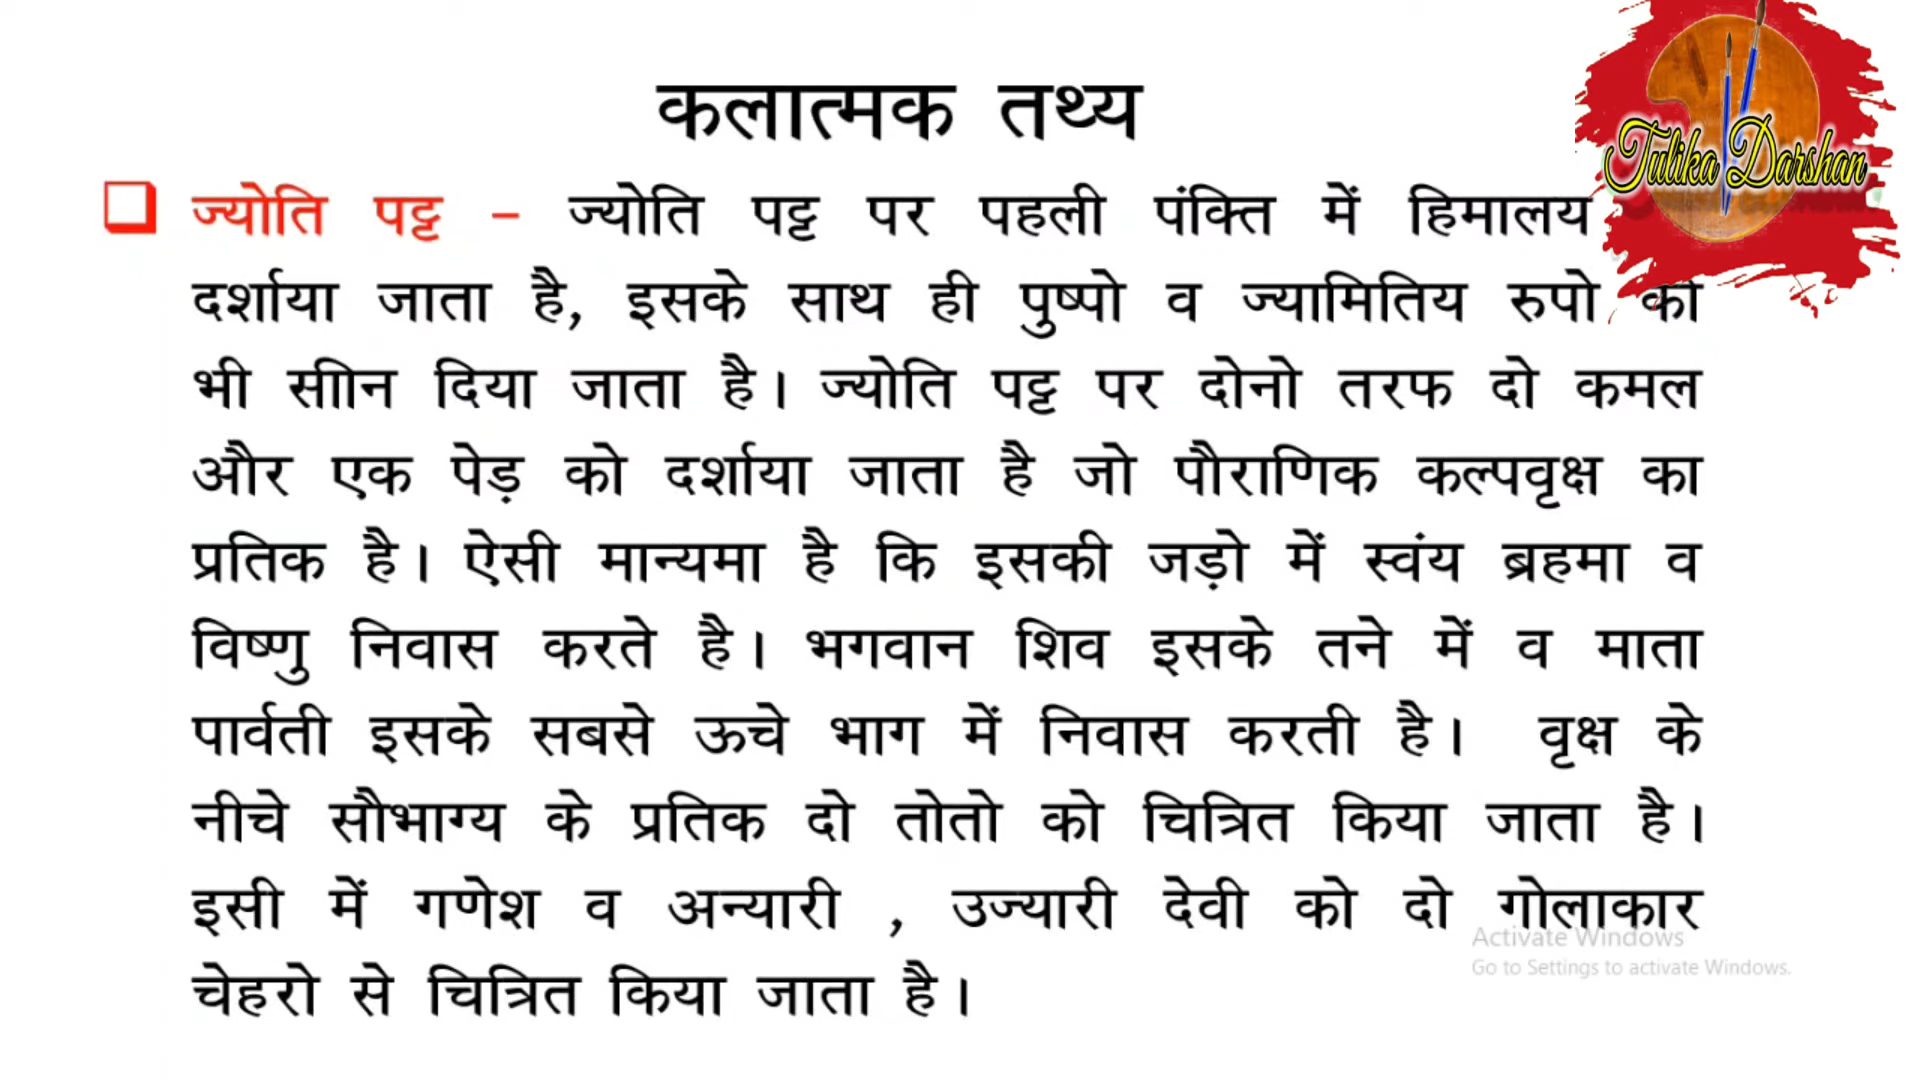 कलात्मक तथ्य
Tulika Darshan
ज्योति पट्ट – ज्योति पट्ट पर पहली पंक्ति में हिमालय
दर्शाया जाता है, इसके साथ ही पुष्पो व ज्यामितिय रुपो को
भी सीान दिया जाता है। ज्योति पट्ट पर दोनो तरफ दो कमल
और एक पेड़ को दर्शाया जाता है जो पौराणिक कल्पवृक्ष का
प्रतिक है। ऐसी मान्यमा है कि इसकी जड़ो में स्वंय ब्रहमा व
विष्णु निवास करते है। भगवान शिव इसके तने में व माता
पार्वती इसके सबसे ऊचे भाग में निवास करती है। वृक्ष के
नीचे सौभाग्य के प्रतिक दो तोतो को चित्रित किया जाता है।
इसी में गणेश व अन्यारी , उज्यारी देवी को दो गोलाकार
चेहरो से चित्रित किया जाता है।
Activate Windows
Go to Settings to activate Windows.